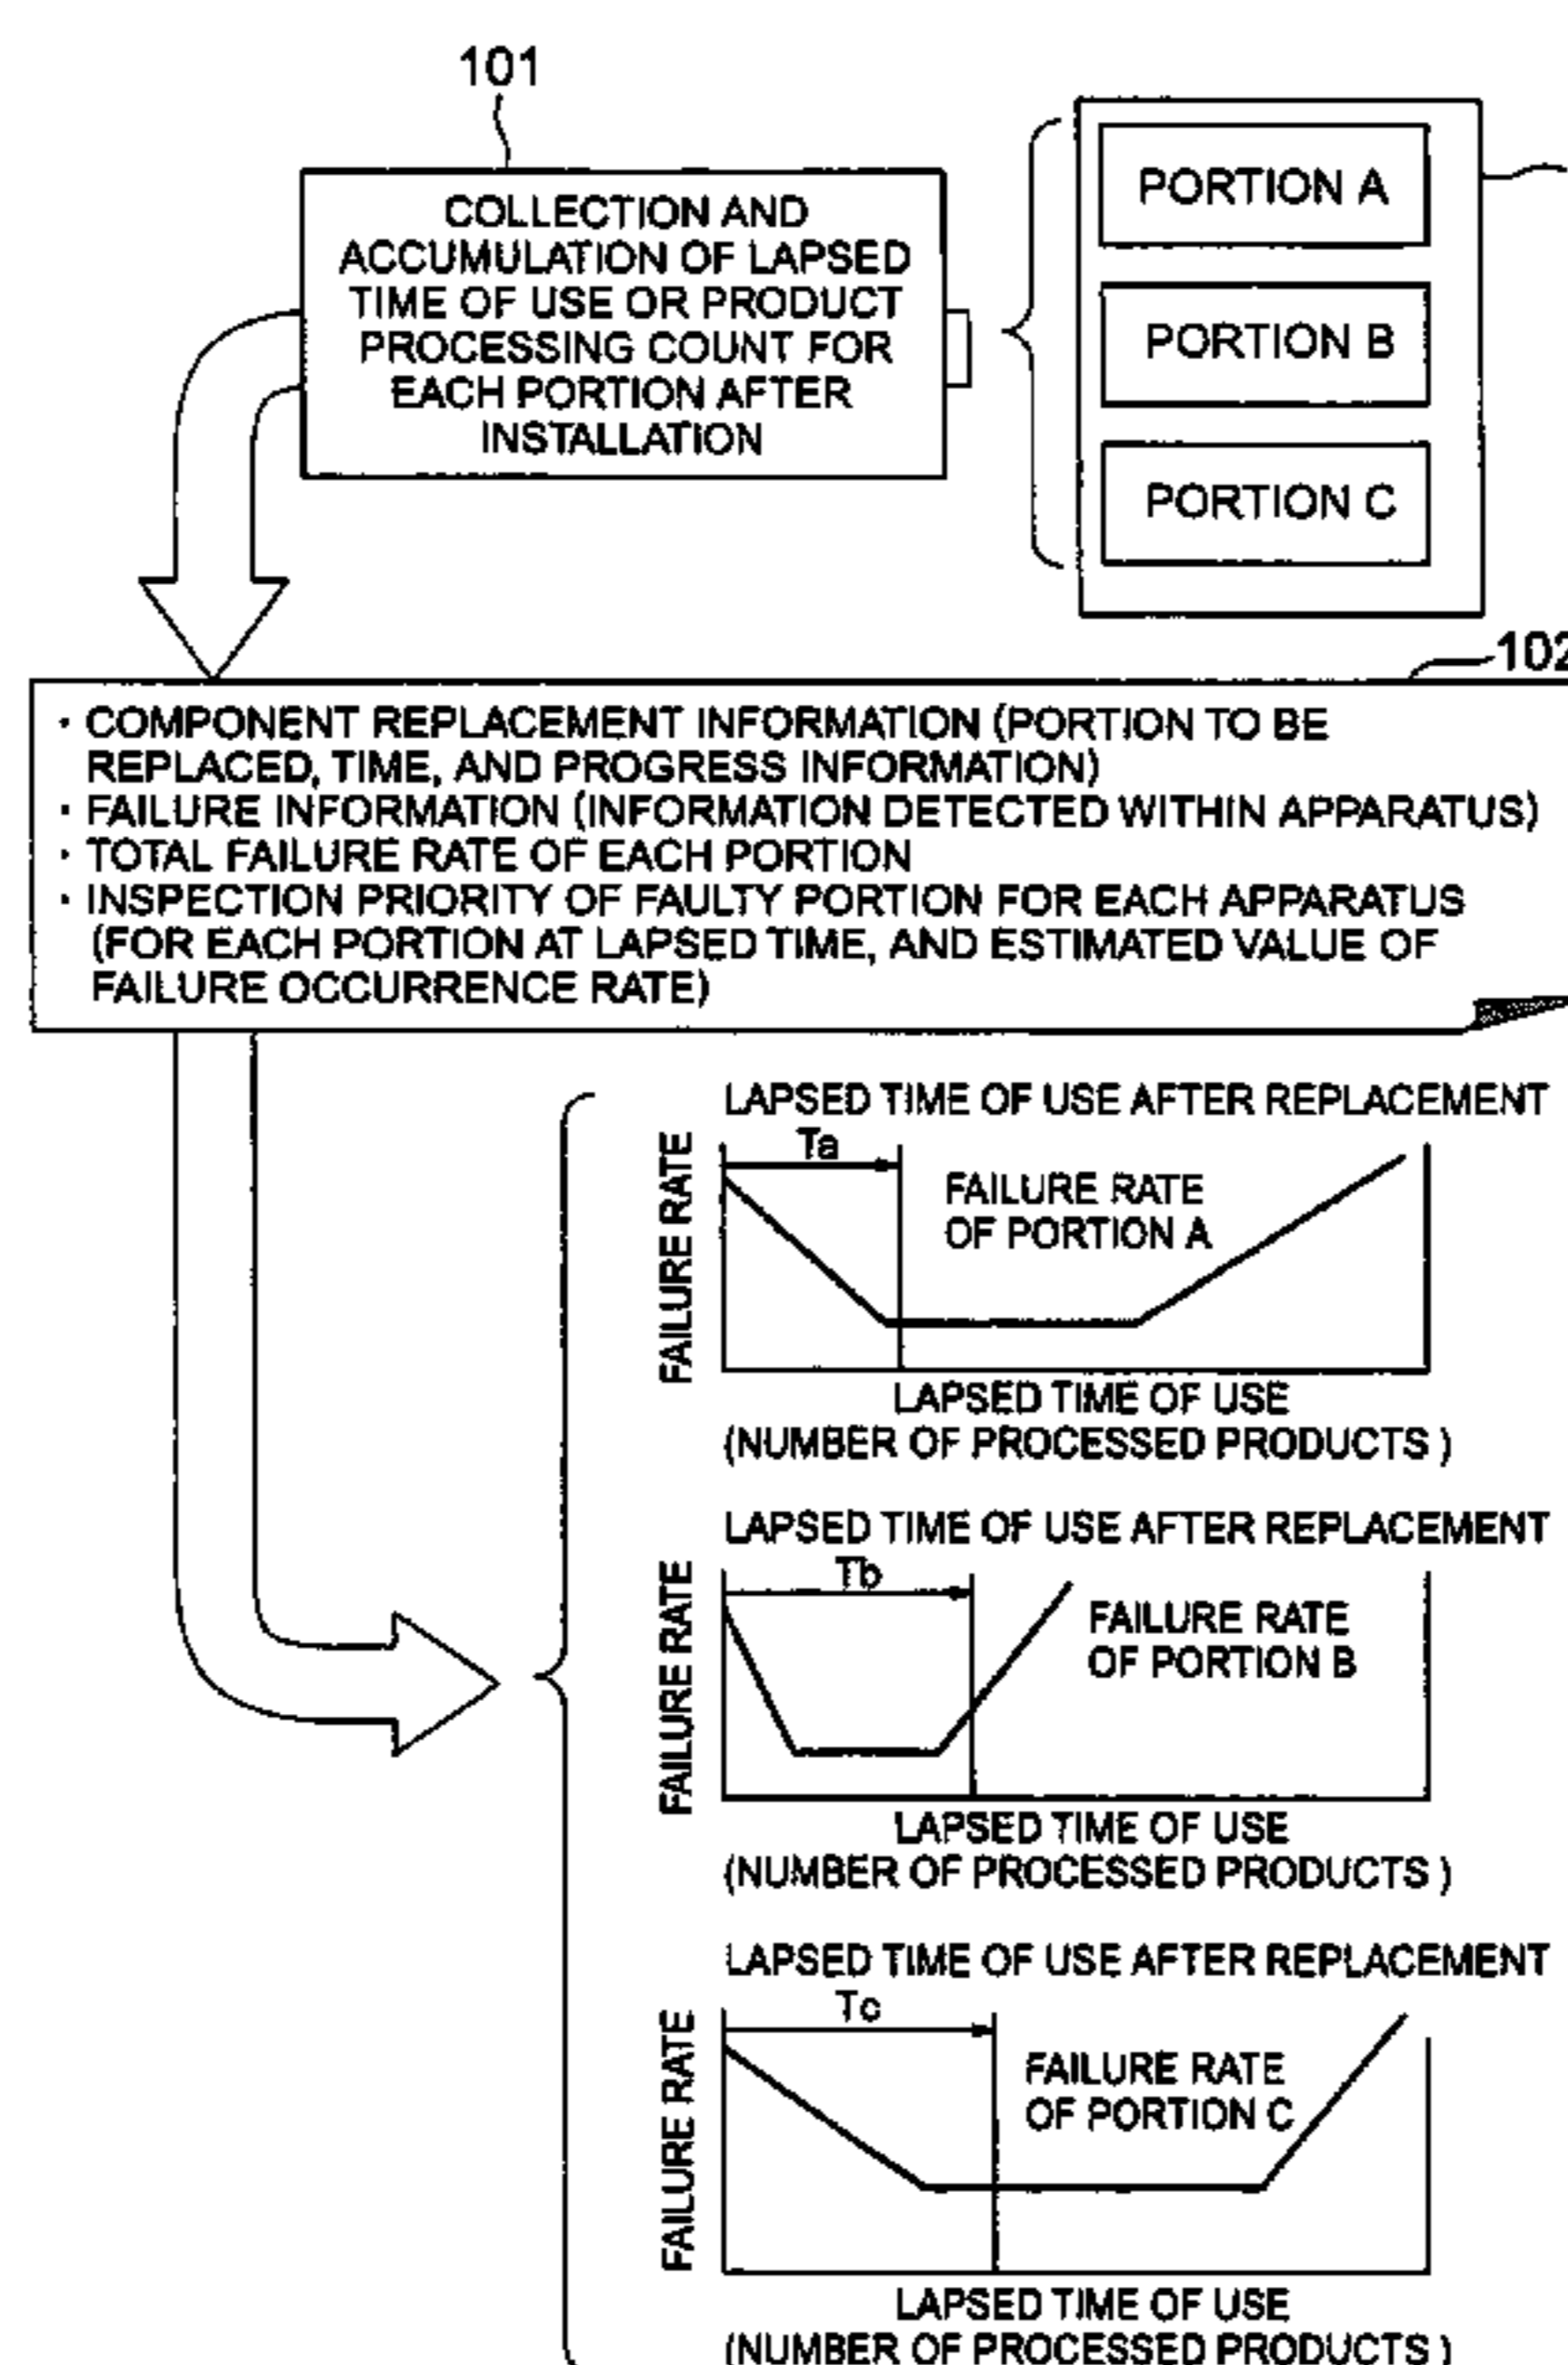 101
COLLECTION AND
ACCUMULATION OF LAPSED
TIME OF USE OR PRODUCT
PROCESSING COUNT FOR
EACH PORTION AFTER
INSTALLATION
PORTION A
PORTION B
PORTION C
102
· COMPONENT REPLACEMENT INFORMATION (PORTION TO BE
REPLACED, TIME, AND PROGRESS INFORMATION)
· FAILURE INFORMATION (INFORMATION DETECTED WITHIN APPARATUS)
· TOTAL FAILURE RATE OF EACH PORTION
· INSPECTION PRIORITY OF FAULTY PORTION FOR EACH APPARATUS
(FOR EACH PORTION AT LAPSED TIME, AND ESTIMATED VALUE OF
FAILURE OCCURRENCE RATE)
LAPSED TIME OF USE AFTER REPLACEMENT
Ta
FAILURE RATE
FAILURE RATE
OF PORTION A
LAPSED TIME OF USE
(NUMBER OF PROCESSED PRODUCTS )
LAPSED TIME OF USE AFTER REPLACEMENT
Tb
FAILURE RATE
FAILURE RATE
OF PORTION B
LAPSED TIME OF USE
(NUMBER OF PROCESSED PRODUCTS )
LAPSED TIME OF USE AFTER REPLACEMENT
Tc
FAILURE RATE
FAILURE RATE
OF PORTION C
LAPSED TIME OF USE
(NUMBER OF PROCESSED PRODUCTS )